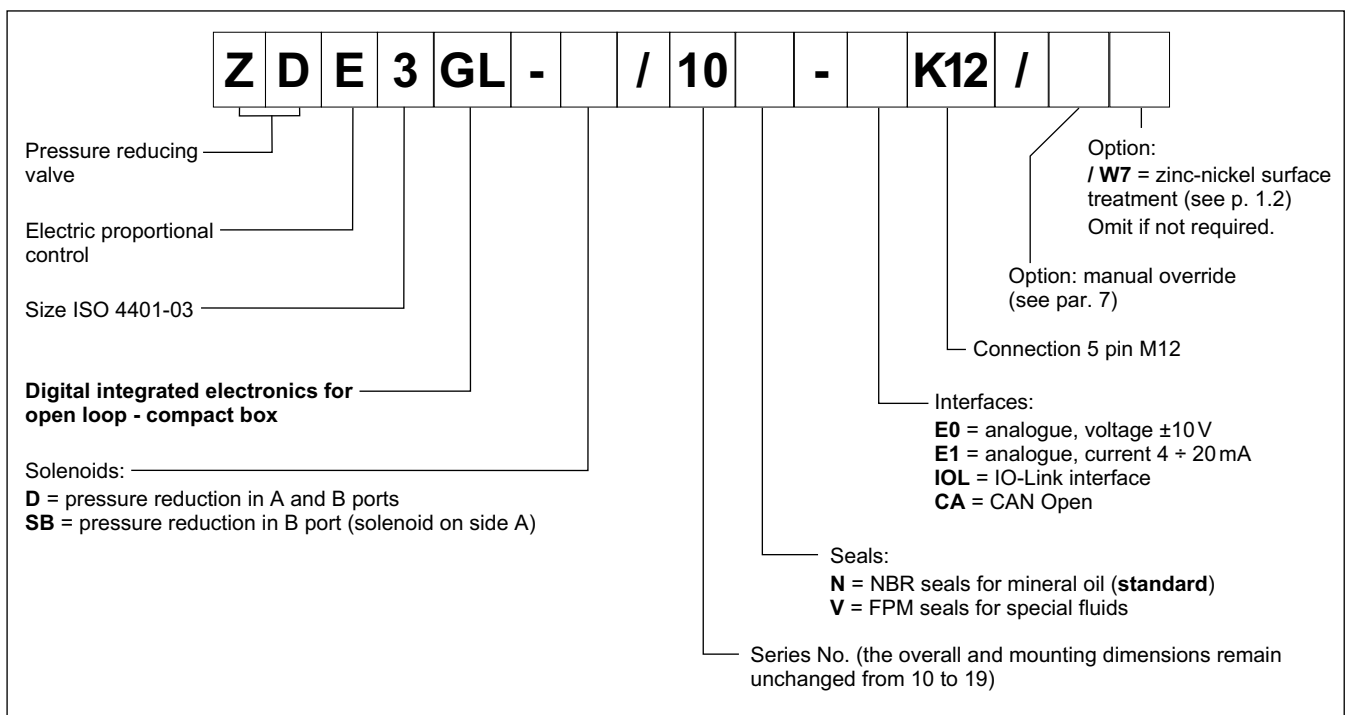 Z D E 3 GL - / 10 - K12 /
Pressure reducing
valve
Electric proportional
control
Size ISO 4401-03
Digital integrated electronics for
open loop - compact box
Solenoids:
D = pressure reduction in A and B ports
SB = pressure reduction in B port (solenoid on side A)
Option:
/ W7 = zinc-nickel surface
treatment (see p. 1.2)
Omit if not required.
Option: manual override
(see par. 7)
Connection 5 pin M12
Interfaces:
E0 = analogue, voltage ±10 V
E1 = analogue, current 4 ÷ 20 mA
IOL = IO-Link interface
CA = CAN Open
Seals:
N = NBR seals for mineral oil (standard)
V = FPM seals for special fluids
Series No. (the overall and mounting dimensions remain
unchanged from 10 to 19)